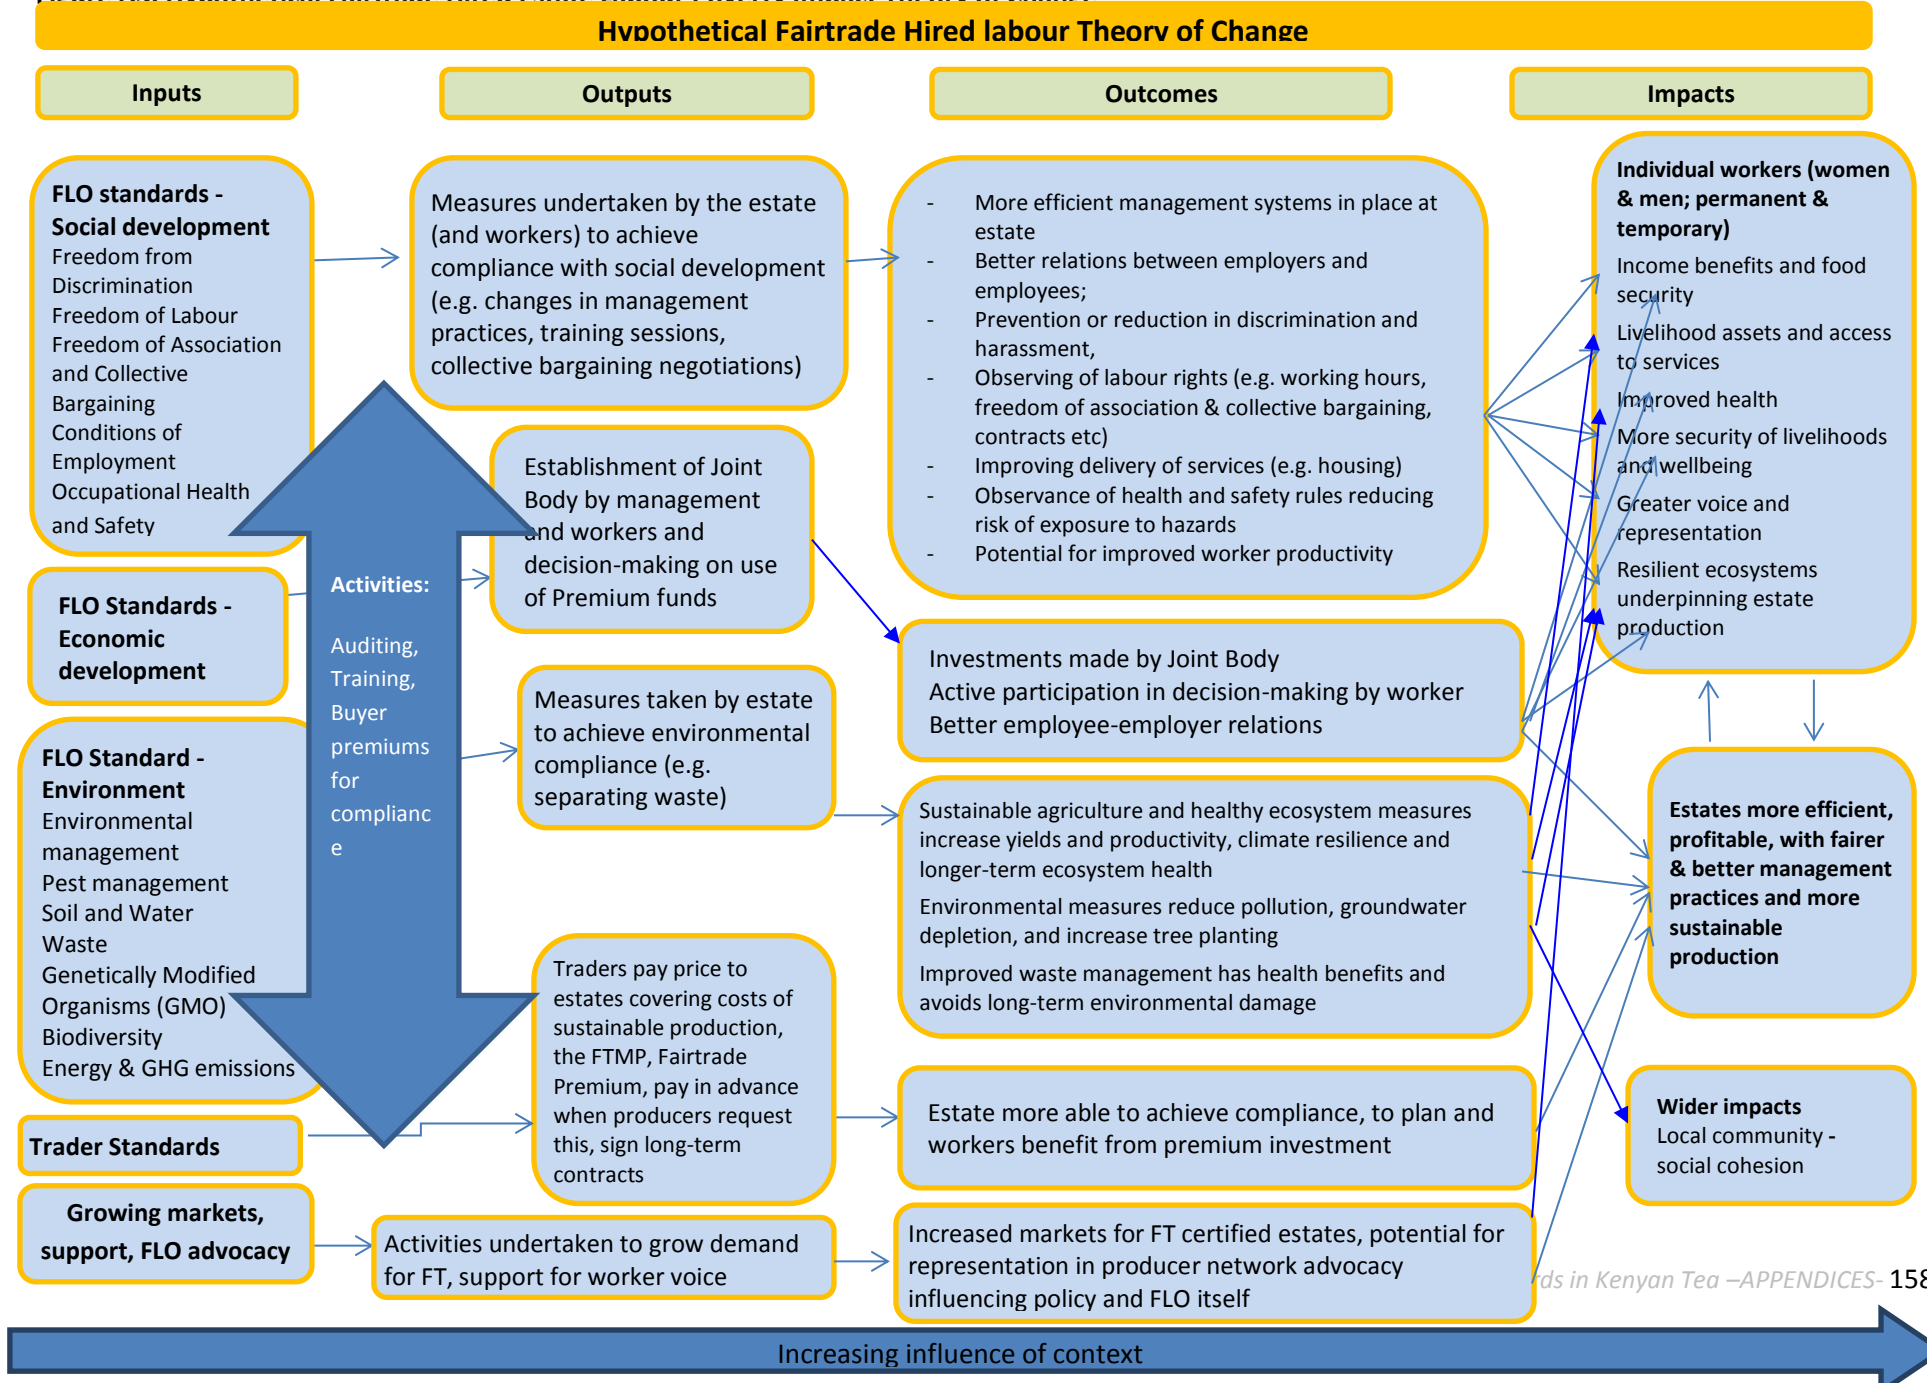 Hypothetical Fairtrade Hired labour Theory of Change
Inputs
Outputs
Outcomes
Impacts
FLO standards -
Social development
Freedom from
Discrimination
Freedom of Labour
Freedom of Association
and Collective
Bargaining
Conditions of
Employment
Occupational Health
and Safety
FLO Standards -
Economic
development
FLO Standard -
Environment
Environmental
management
Pest management
Soil and Water
Waste
Genetically Modified
Organisms (GMO)
Biodiversity
Energy & GHG emissions
Trader Standards
Growing markets,
support, FLO advocacy
Activities:
Auditing,
Training,
Buyer
premiums
for
complianc
e
Measures undertaken by the estate
(and workers) to achieve
compliance with social development
(e.g. changes in management
practices, training sessions,
collective bargaining negotiations)
Establishment of Joint
Body by management
and workers and
decision-making on use
of Premium funds
Measures taken by estate
to achieve environmental
compliance (e.g.
separating waste)
Traders pay price to
estates covering costs of
sustainable production,
the FTMP, Fairtrade
Premium, pay in advance
when producers request
this, sign long-term
contracts
Activities undertaken to grow demand
for FT, support for worker voice
- More efficient management systems in place at
estate
- Better relations between employers and
employees;
- Prevention or reduction in discrimination and
harassment,
- Observing of labour rights (e.g. working hours,
freedom of association & collective bargaining,
contracts etc)
- Improving delivery of services (e.g. housing)
- Observance of health and safety rules reducing
risk of exposure to hazards
- Potential for improved worker productivity
Investments made by Joint Body
Active participation in decision-making by worker
Better employee-employer relations
Sustainable agriculture and healthy ecosystem measures
increase yields and productivity, climate resilience and
longer-term ecosystem health
Environmental measures reduce pollution, groundwater
depletion, and increase tree planting
Improved waste management has health benefits and
avoids long-term environmental damage
Estate more able to achieve compliance, to plan and
workers benefit from premium investment
Increased markets for FT certified estates, potential for
representation in producer network advocacy
influencing policy and FLO itself
Individual workers (women
& men; permanent &
temporary)
Income benefits and food
security
Livelihood assets and access
to services
Improved health
More security of livelihoods
and wellbeing
Greater voice and
representation
Resilient ecosystems
underpinning estate
production
Estates more efficient,
profitable, with fairer
& better management
practices and more
sustainable
production
Wider impacts
Local community -
social cohesion
rds in Kenyan Tea –APPENDICES- 158
Increasing influence of context